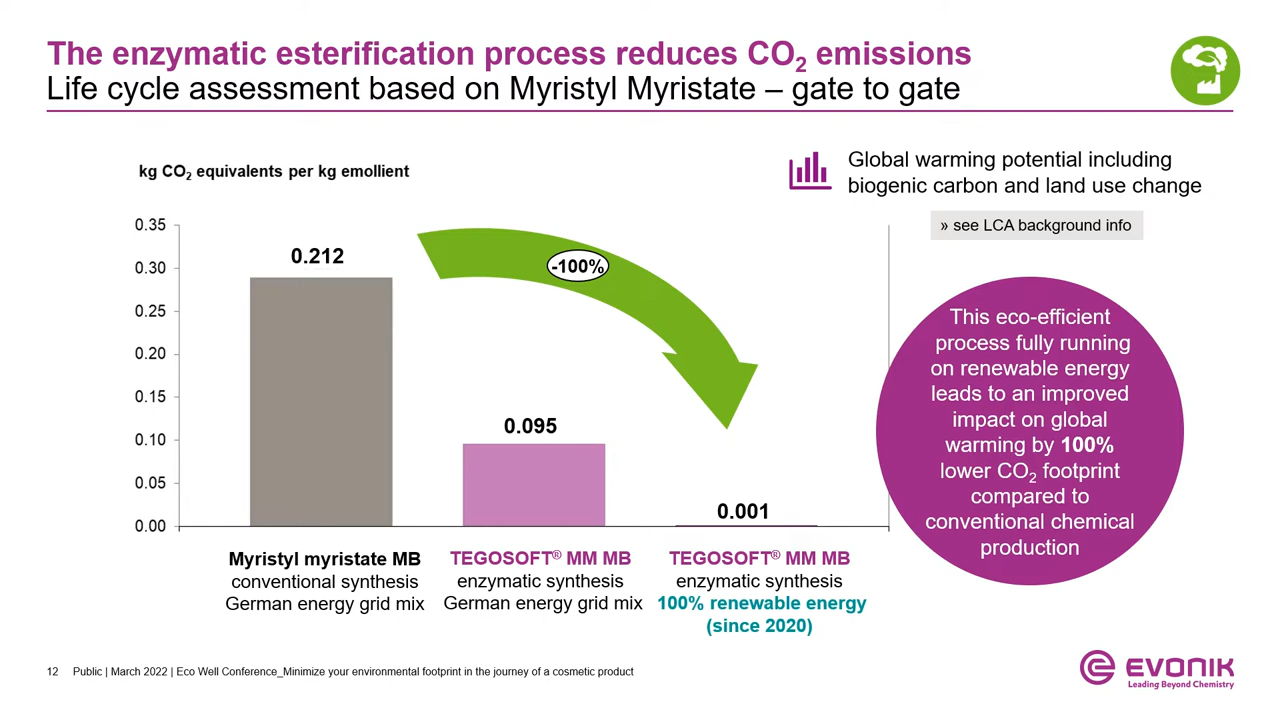 The enzymatic esterification process reduces CO₂ emissions
Life cycle assessment based on Myristyl Myristate – gate to gate
kg CO₂ equivalents per kg emollient
Global warming potential including
biogenic carbon and land use change
» see LCA background info
0.35
0.30
0.25
0.20
0.15
0.10
0.05
0.00
0.212
0.095
0.001
-100%
Myristyl myristate MB
conventional synthesis
German energy grid mix
TEGOSOFT® MM MB
enzymatic synthesis
German energy grid mix
TEGOSOFT® MM MB
enzymatic synthesis
100% renewable energy
(since 2020)
This eco-efficient
process fully running
on renewable energy
leads to an improved
impact on global
warming by 100%
lower CO₂ footprint
compared to
conventional chemical
production
12 Public | March 2022 | Eco Well Conference_Minimize your environmental footprint in the journey of a cosmetic product
EVONIK
Leading Beyond Chemistry